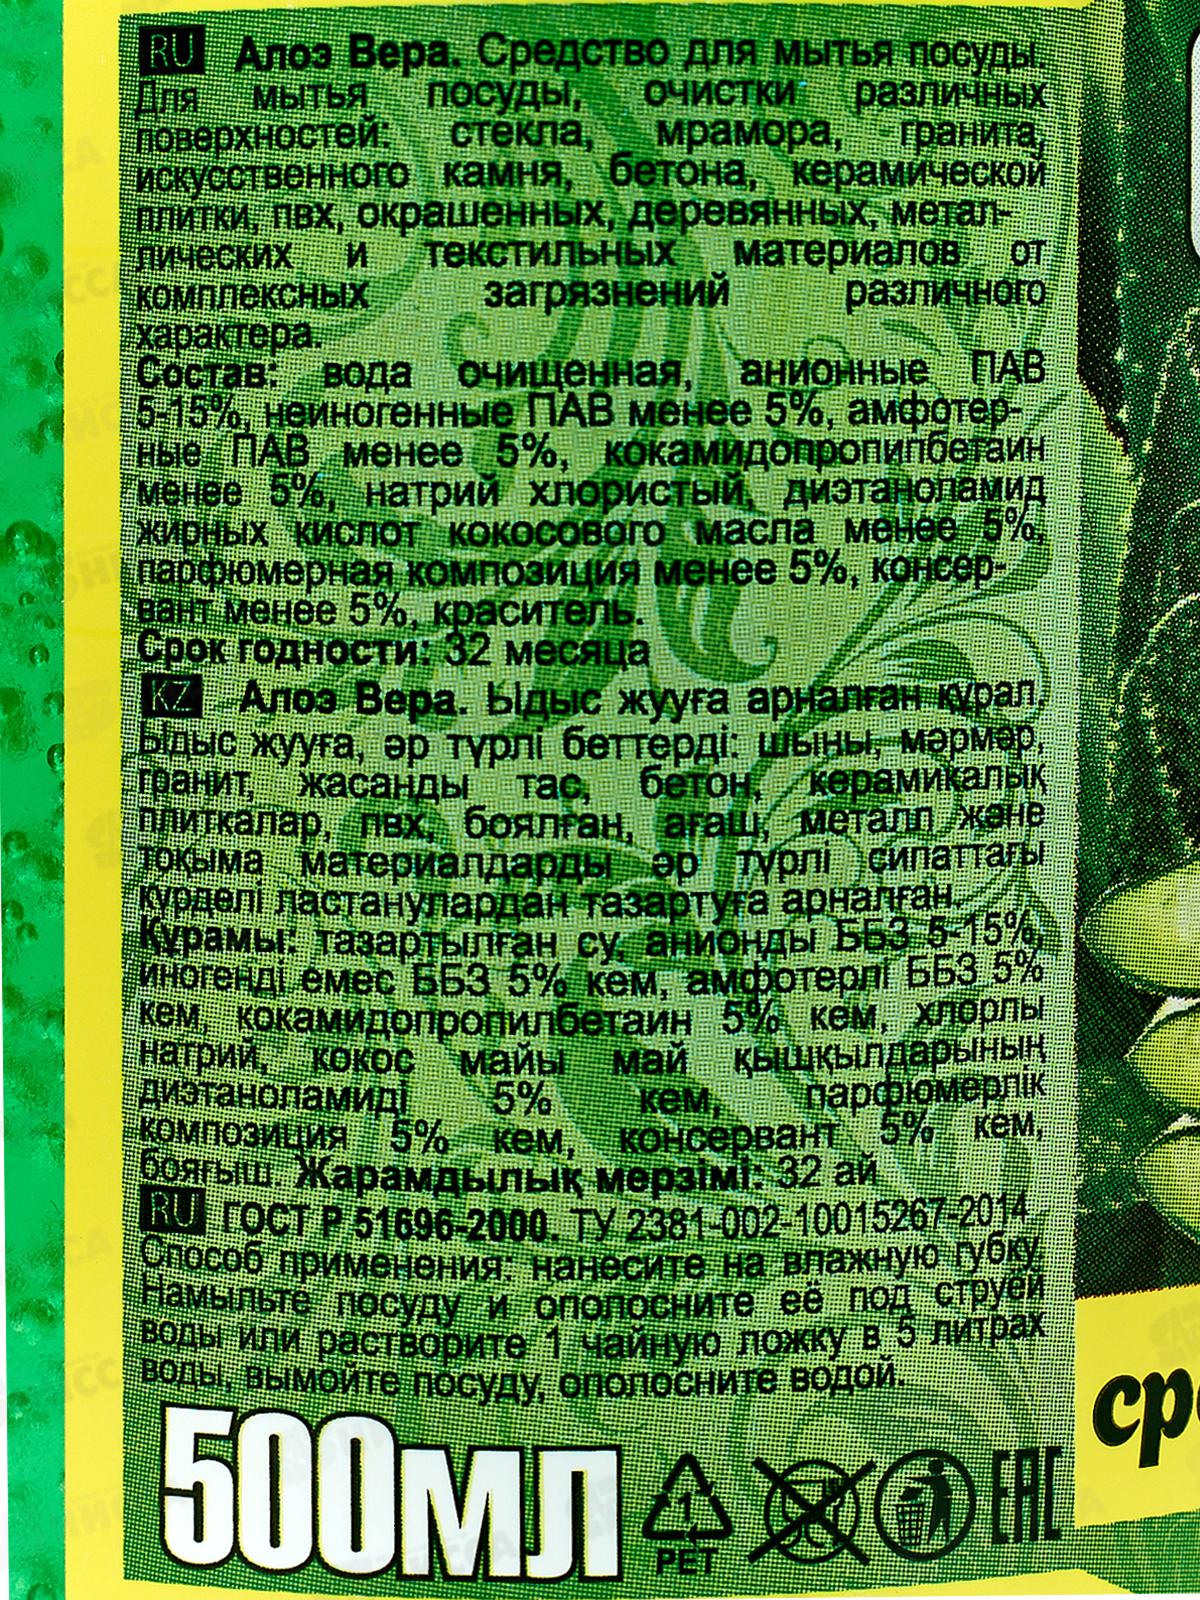 RU Алоэ Вера. Средство для мытья посуды.
Для мытья посуды, очистки различных
поверхностей: стекла, мрамора, гранита,
искусственного камня, бетона, керамической
плитки, пвх, окрашенных, деревянных, метал-
лических и текстильных материалов от
комплексных загрязнений различного
характера.
Состав: вода очищенная, анионные ПАВ
5-15%, неиногенные ПАВ менее 5%, амфотер-
ные ПАВ менее 5%, кокамидопропилбетаин
менее 5%, натрий хлористый, диэтаноламид
жирных кислот кокосового масла менее 5%,
парфюмерная композиция менее 5%, консер-
вант менее 5%, краситель.
Срок годности: 32 месяца
KZ Алоэ Вера. Ыдыс жууға арналған құрал.
Ыдыс жууға, әр түрлі беттерді: шыны, мәрмәр,
гранит, жасанды тас, бетон, керамикалық
плиткалар, пвх, боялған, ағаш, металл және
тоқыма материалдарды әр түрлі сипаттағы
күрделі ластанулардан тазартуға арналған.
Құрамы: тазартылған су, анионды ББЗ 5-15%,
иногенді емес ББЗ 5% кем, амфотерлі ББЗ 5%
кем, кокамидопропилбетаин 5% кем, хлорлы
натрий, кокос майы май қышқылдарының
диэтаноламиді 5% кем, парфюмерлік
композиция 5% кем, консервант 5% кем,
бояғыш. Жарамдылық мерзімі: 32 ай
RU ГОСТ Р 51696-2000. ТУ 2381-002-10015267-2014
Способ применения: нанесите на влажную губку.
Намыльте посуду и ополосните её под струей
воды или растворите 1 чайную ложку в 5 литрах
воды, вымойте посуду, ополосните водой.
500МЛ
1
PET
ЕАС